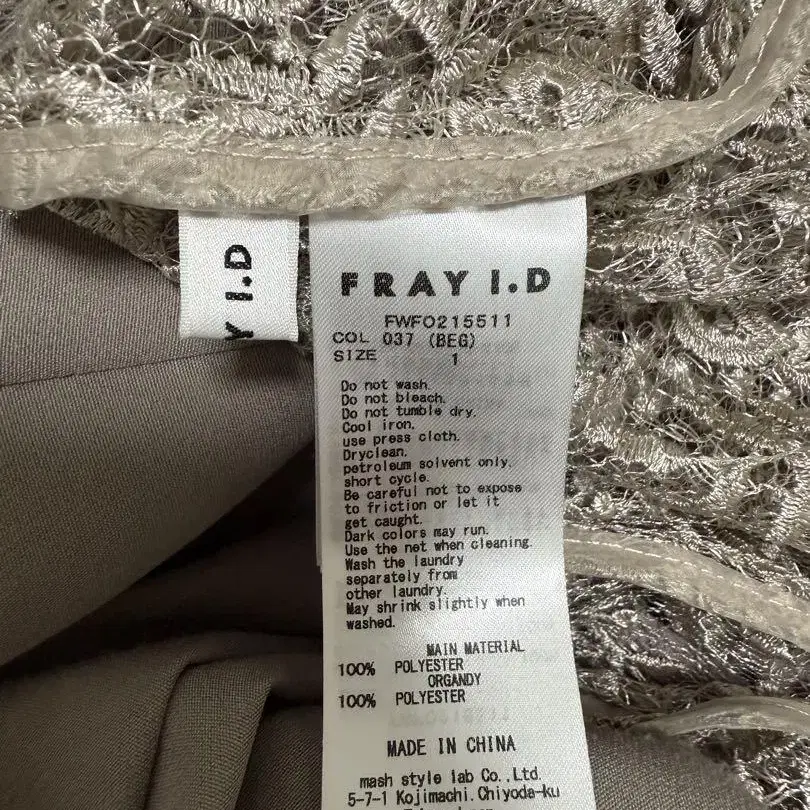 Y I.D
FRAY I.D
FWFO215511
COL 037 (BEG)
SIZE 1
Do not wash.
Do not bleach.
Do not tumble dry.
Cool iron.
use press cloth.
Dryclean.
petroleum solvent only.
short cycle.
Be careful not to expose
to friction or let it
get caught.
Dark colors may run.
Use the net when cleaning.
Wash the laundry
separately from
other laundry.
May shrink slightly when
washed.
MAIN MATERIAL
100% POLYESTER
ORGANDY
100% POLYESTER
MADE IN CHINA
mash style lab Co.,Ltd.
5-7-1 Kojimachi.Chiyoda-ku